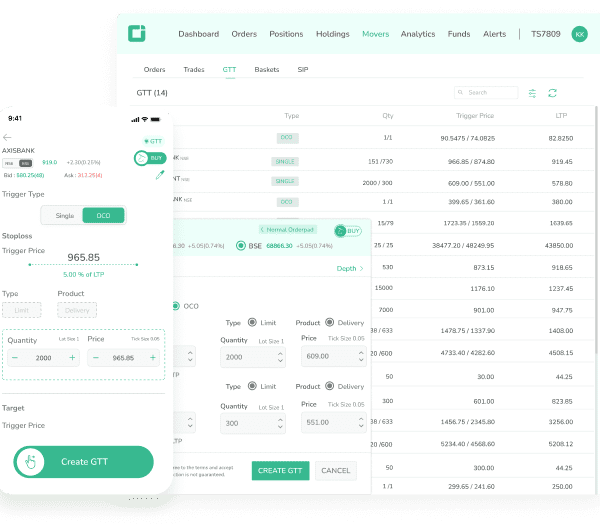 Dashboard Orders Positions Holdings Movers Analytics Funds Alerts TS7809 KK
Orders Trades GTT Baskets SIP
GTT (14) Search
Type Qty Trigger Price LTP
OCO 1/1 90.5475 / 74.0825 82.8250
NK NSE SINGLE 151 /730 966.85 / 874.80 919.45
NT NSE SINGLE 2000 / 300 609.00 / 551.00 578.80
ANK NSE OCO 1 /1 399.65 / 361.60 380.00
15/79 1723.35 / 1559.20 1639.65
25 / 25 38477.20 / 48249.95 43850.00
530 873.15 918.65
15000 1176.10 1237.45
7000 901.00 947.75
38 / 633 1478.75 / 1337.90 1408.00
20 /600 4733.40 / 4282.60 4508.15
50 30.00 44.25
300 601.00 823.85
38 / 633 1456.75 / 2345.80 3256.00
20 /600 5234.40 / 4568.60 5208.12
50 300.00 44.25
1 / 1 299.65 / 241.60 250.00
Normal Orderpad BUY
6.30 +5.05(0.74%) BSE 68866.30 +5.05(0.74%)
Depth
OCO
Type Limit Product Delivery
Quantity Lot Size 1 Price Tick Size 0.05
2000 609.00
TP
Type Limit Product Delivery
Quantity Lot Size 1 Price Tick Size 0.05
300 551.00
LTP
ee to the terms and accept
ction is not guaranteed.
CREATE GTT CANCEL
9:41
AXISBANK GTT
NSE BSE 919.0 +2.30(0.25%) BUY
Bid : 580.25(48) Ask : 312.25(4)
Trigger Type
Single OCO
Stoploss
Trigger Price
965.85
5.00 % of LTP
Type Product
Limit Delivery
Quantity Lot Size 1 Price Tick Size 0.05
2000 965.85
Target
Trigger Price
Create GTT